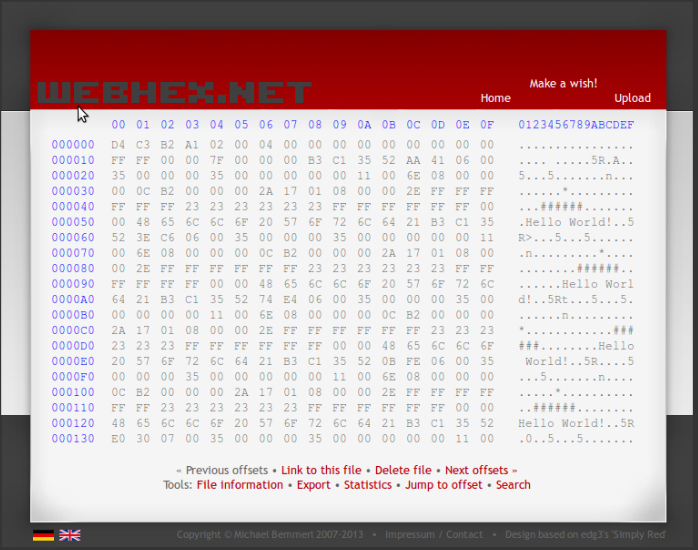 WEBHEX.NET
Make a wish!
Home Upload
00 01 02 03 04 05 06 07 08 09 0A 0B 0C 0D 0E 0F 0123456789ABCDEF
000000 D4 C3 B2 A1 02 00 04 00 00 00 00 00 00 00 00 00 ................
000010 FF FF 00 00 7F 00 00 00 B3 C1 35 52 AA 41 06 00 .... .....5R.A..
000020 35 00 00 00 35 00 00 00 00 00 11 00 6E 08 00 00 5...5.......n...
000030 00 0C B2 00 00 00 2A 17 01 08 00 00 2E FF FF FF ......*.........
000040 FF FF FF 23 23 23 23 23 23 FF FF FF FF FF FF 00 ...######.......
000050 00 48 65 6C 6C 6F 20 57 6F 72 6C 64 21 B3 C1 35 .Hello World!..5
000060 52 3E C6 06 00 35 00 00 00 35 00 00 00 00 00 11 R>...5...5......
000070 00 6E 08 00 00 00 0C B2 00 00 00 2A 17 01 08 00 .n.........*....
000080 00 2E FF FF FF FF FF FF 23 23 23 23 23 23 FF FF ........######..
000090 FF FF FF FF 00 00 48 65 6C 6C 6F 20 57 6F 72 6C ......Hello Worl
0000A0 64 21 B3 C1 35 52 74 E4 06 00 35 00 00 00 35 00 d!..5Rt...5...5.
0000B0 00 00 00 00 11 00 6E 08 00 00 00 0C B2 00 00 00 ......n.........
0000C0 2A 17 01 08 00 00 2E FF FF FF FF FF FF 23 23 23 *............###
0000D0 23 23 23 FF FF FF FF FF FF 00 00 48 65 6C 6C 6F ###........Hello
0000E0 20 57 6F 72 6C 64 21 B3 C1 35 52 0B FE 06 00 35 World!..5R....5
0000F0 00 00 00 35 00 00 00 00 00 11 00 6E 08 00 00 00 ...5.......n....
000100 0C B2 00 00 00 2A 17 01 08 00 00 2E FF FF FF FF .....*..........
000110 FF FF 23 23 23 23 23 23 FF FF FF FF FF FF 00 00 ..######........
000120 48 65 6C 6C 6F 20 57 6F 72 6C 64 21 B3 C1 35 52 Hello World!..5R
000130 E0 30 07 00 35 00 00 00 35 00 00 00 00 00 11 00 .0..5...5.......
« Previous offsets • Link to this file • Delete file • Next offsets »
Tools: File information • Export • Statistics • Jump to offset • Search
Copyright © Michael Bemmerl 2007-2013 • Impressum / Contact • Design based on edg3's 'Simply Red'